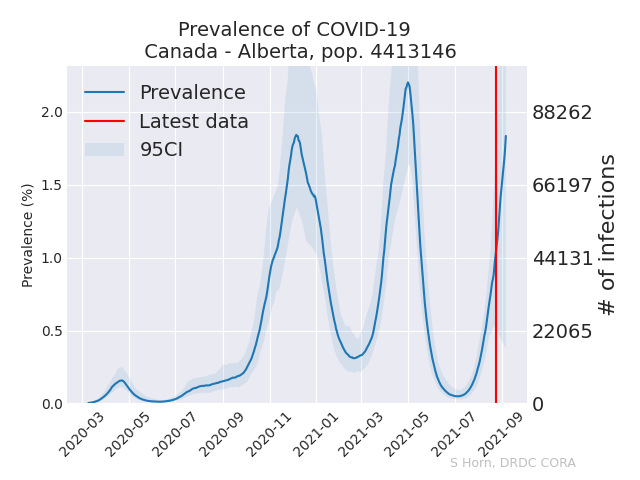 Prevalence of COVID-19
Canada - Alberta, pop. 4413146
Prevalence
Latest data
95CI
Prevalence (%)
2.0
1.5
1.0
0.5
0.0
88262
66197
44131
22065
0
# of infections
2020-03
2020-05
2020-07
2020-09
2020-11
2021-01
2021-03
2021-05
2021-07
2021-09
S Horn, DRDC CORA